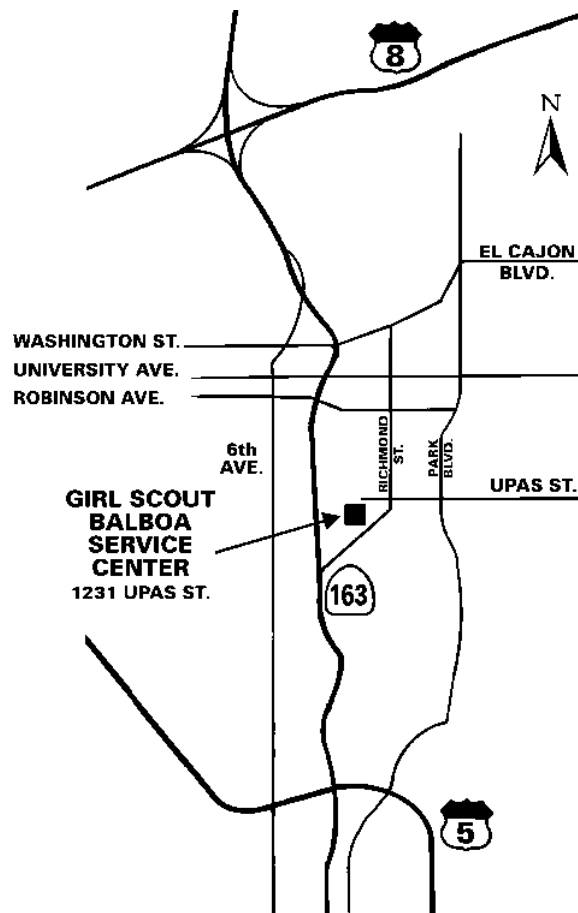 8
N
EL CAJON
BLVD.
WASHINGTON ST.
UNIVERSITY AVE.
ROBINSON AVE.
6th
AVE.
RICHMOND
ST.
PARK
BLVD.
UPAS ST.
GIRL SCOUT
BALBOA
SERVICE
CENTER
1231 UPAS ST.
163
5